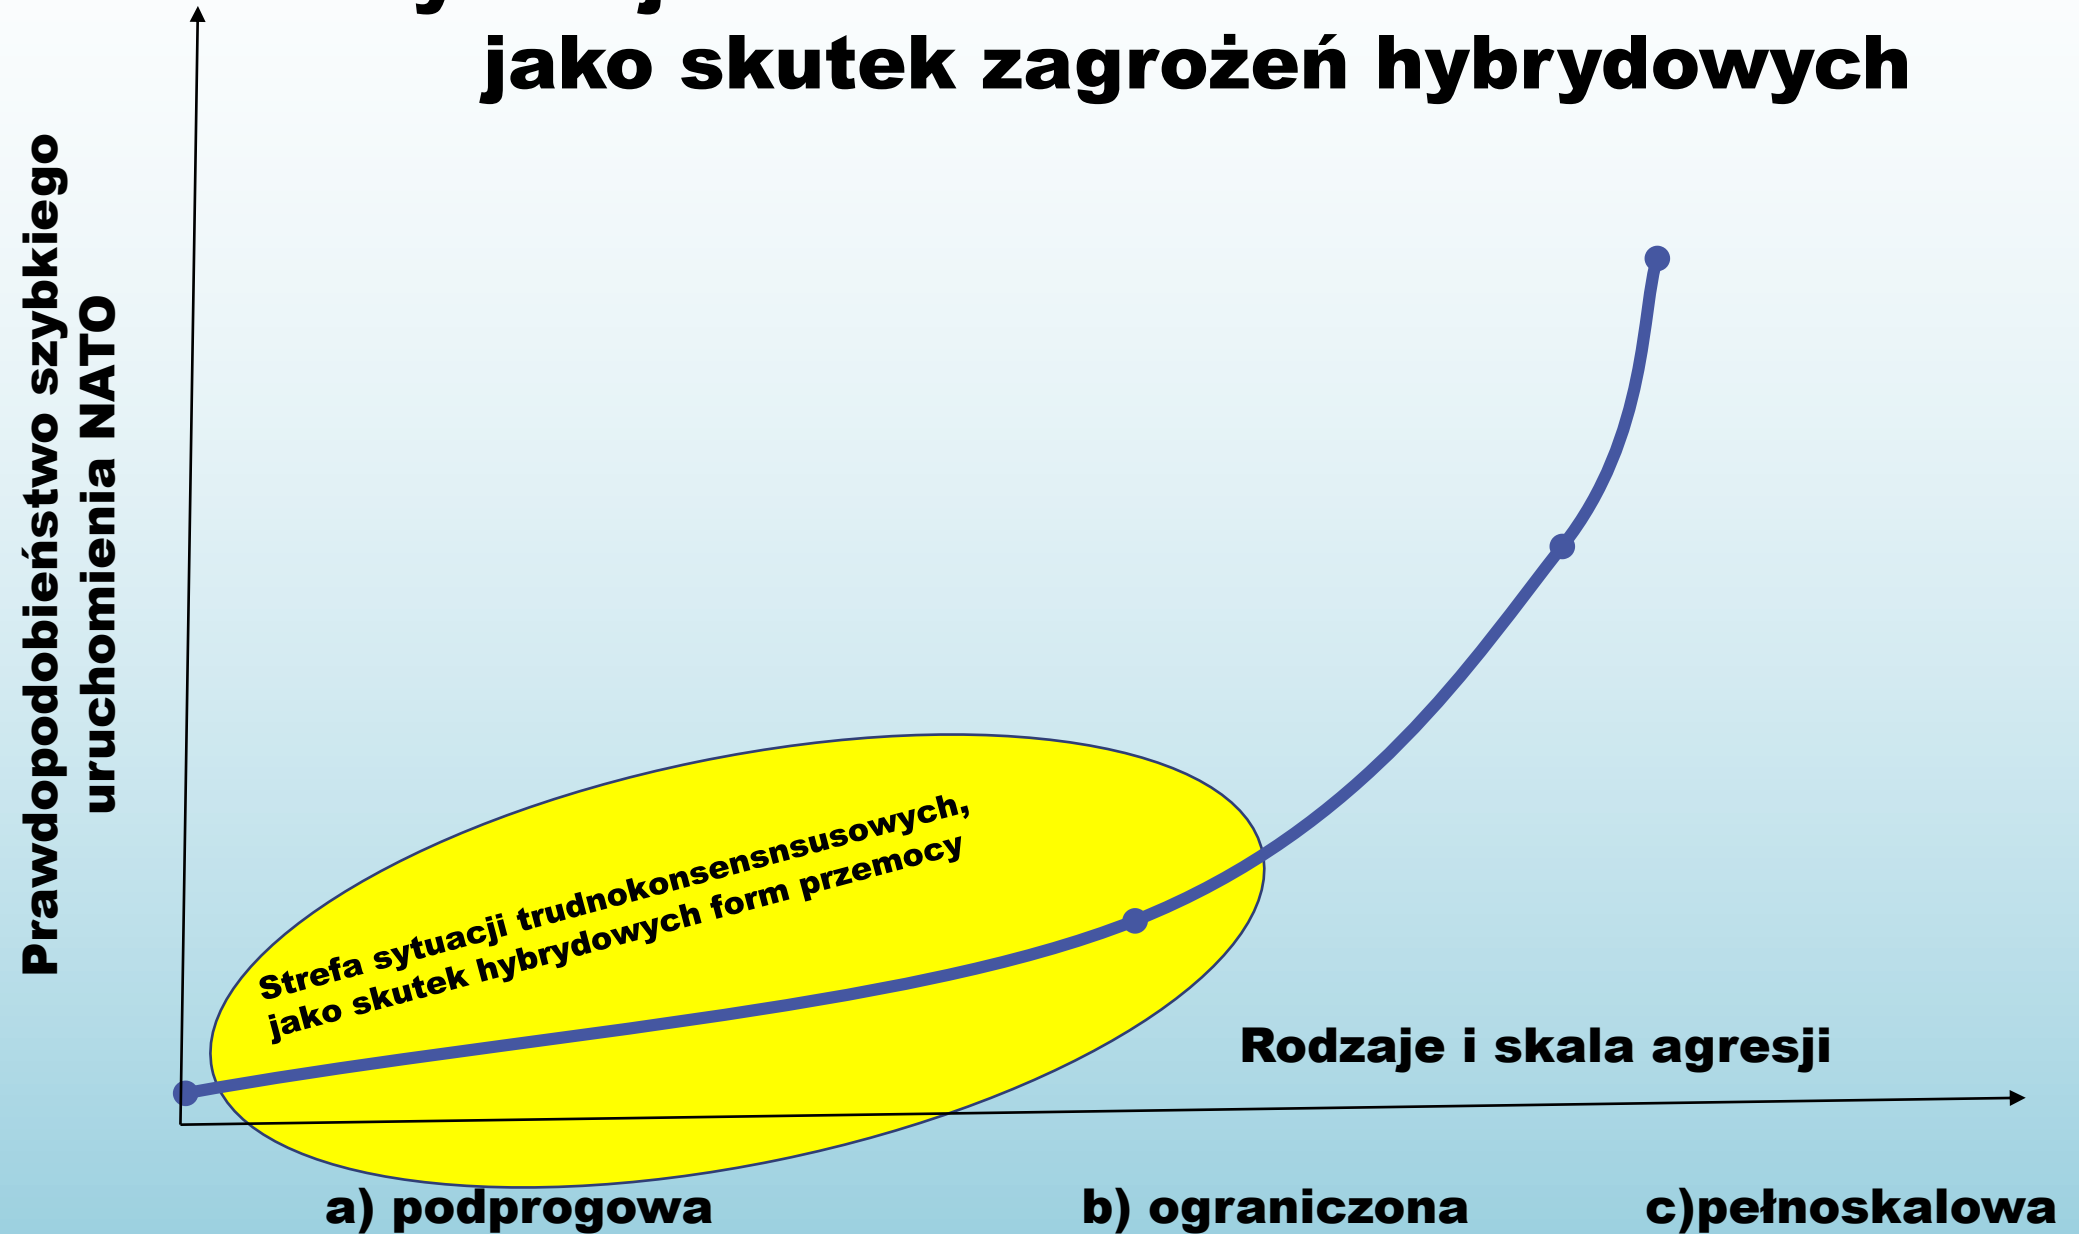 jako skutek zagrożeń hybrydowych
Prawdopodobieństwo szybkiego
uruchomienia NATO
Strefa sytuacji trudnokonsensnsusowych,
jako skutek hybrydowych form przemocy
Rodzaje i skala agresji
a) podprogowa
b) ograniczona
c)pełnoskalowa